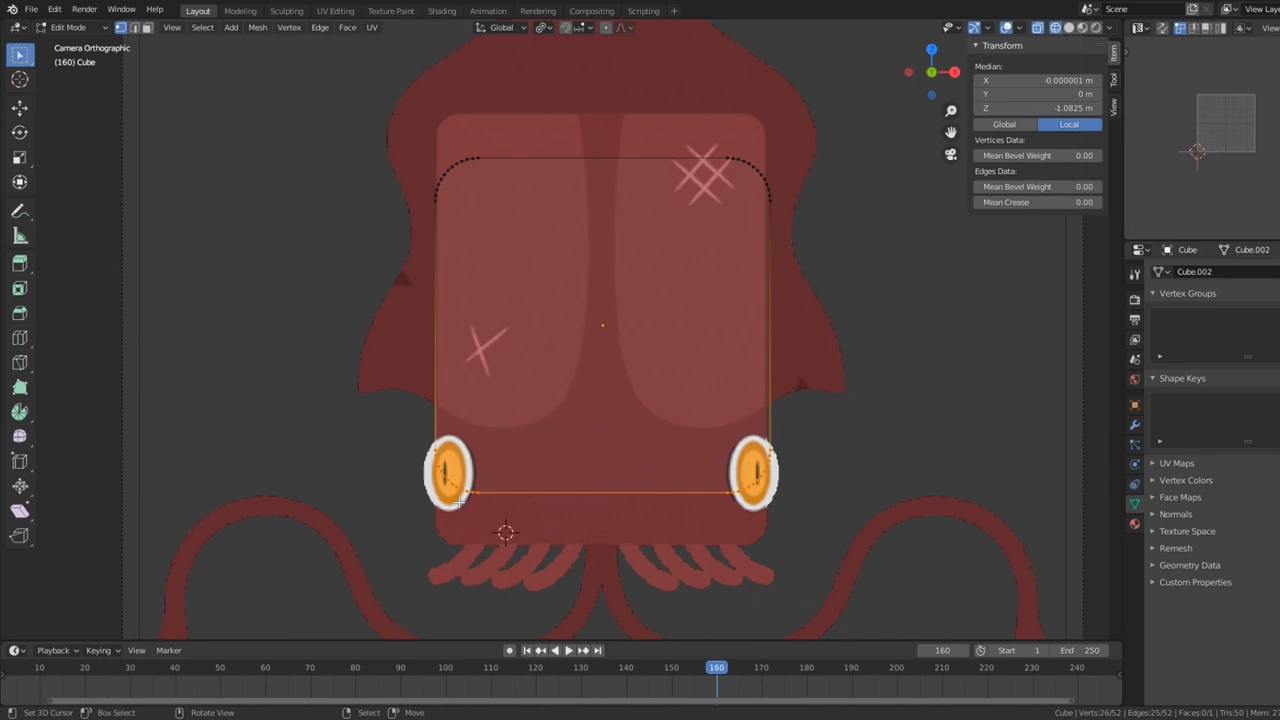 File Edit Render Window Help Layout Modeling Sculpting UV Editing Texture Paint Shading Animation Rendering Compositing Scripting + Scene View Laye
Edit Mode View Select Add Mesh Vertex Edge Face UV Global View
Camera Orthographic
(160) Cube
Transform
Median:
X -0.000001 m
Y 0 m
Z -1.0825 m
Global Local
Vertices Data:
Mean Bevel Weight 0.00
Edges Data:
Mean Bevel Weight 0.00
Mean Crease 0.00
Item
Tool
View
Z
Y
X
Cube Cube.002
Cube.002
Vertex Groups
Shape Keys
UV Maps
Vertex Colors
Face Maps
Normals
Texture Space
Remesh
Geometry Data
Custom Properties
Playback Keying View Marker 160 Start 1 End 250
10 20 30 40 50 60 70 80 90 100 110 120 130 140 150 160 170 180 190 200 210 220 230 240
Set 3D Cursor Box Select Rotate View Select Move Cube | Verts:26/52 | Edges:25/52 | Faces:0/1 | Tris:50 | Mem: 2